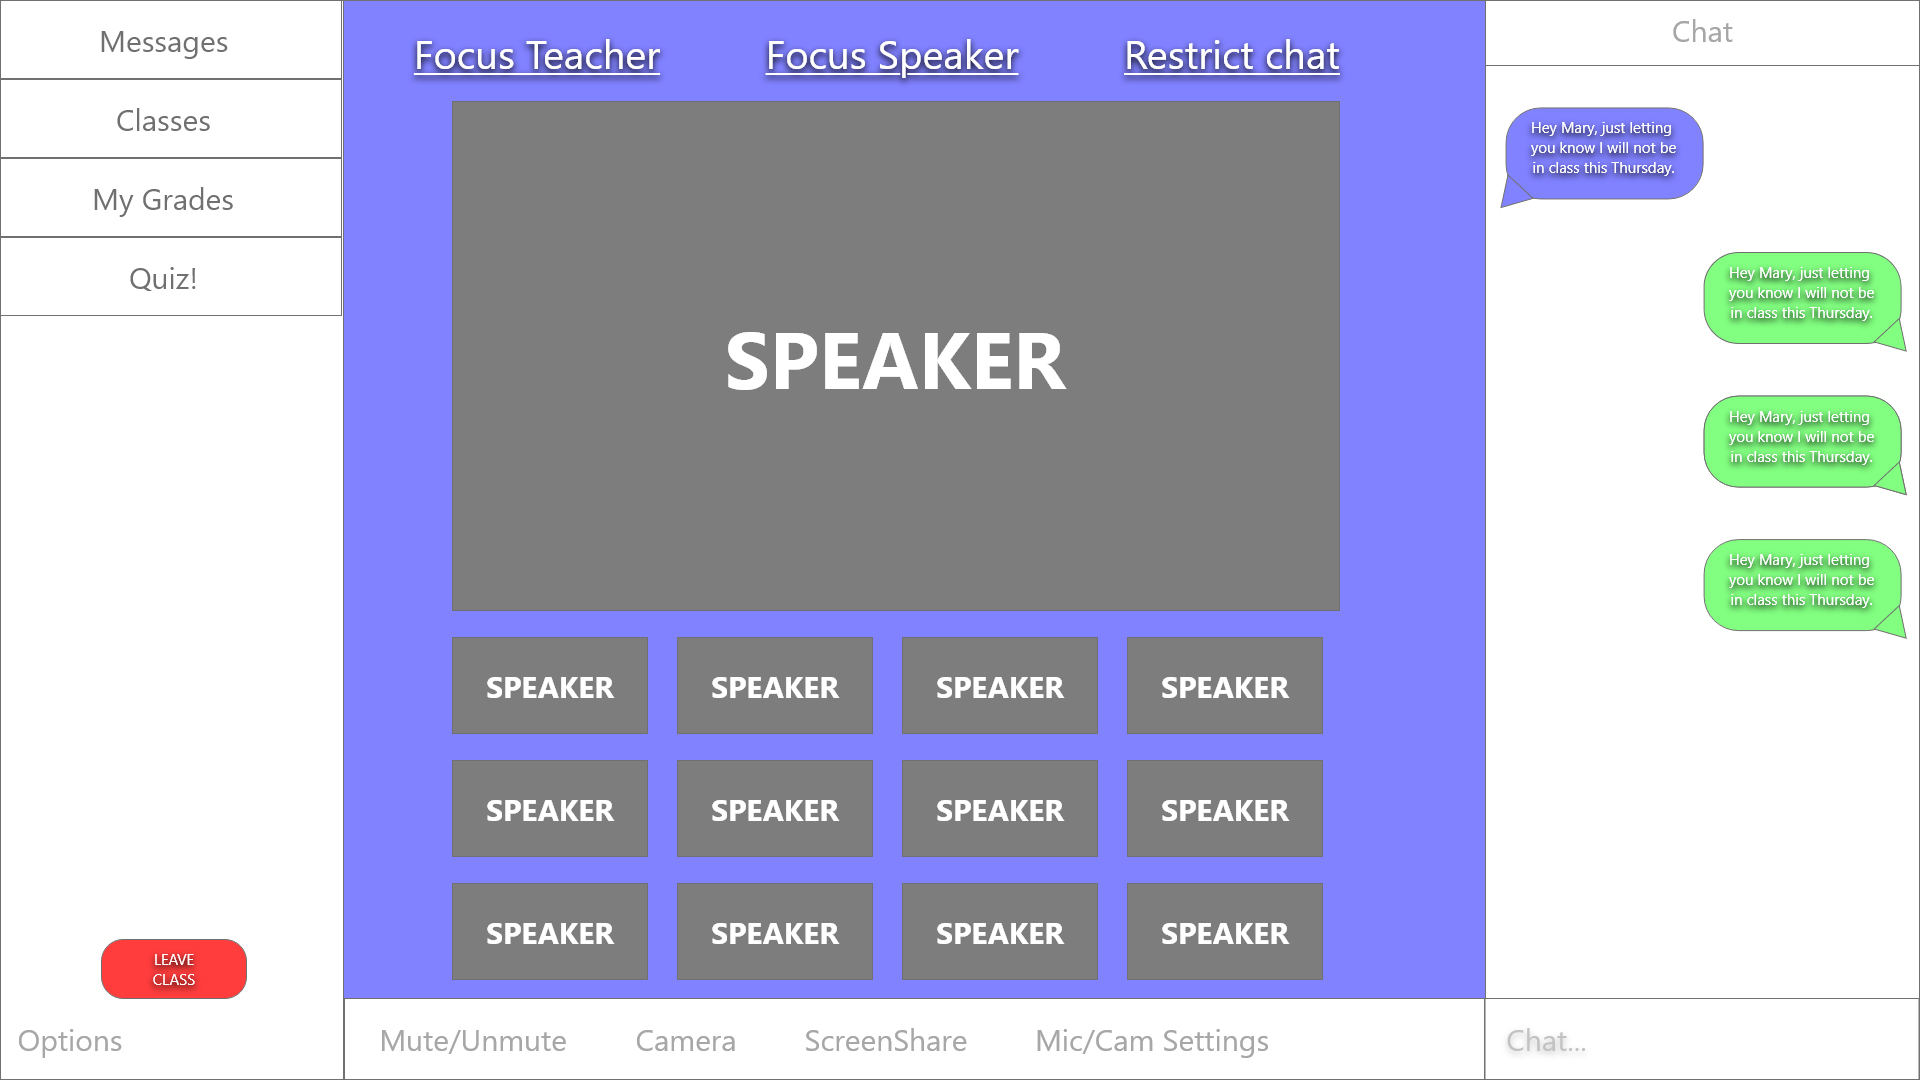 Messages
Classes
My Grades
Quiz!
LEAVE
CLASS
Options
Focus Teacher Focus Speaker Restrict chat
SPEAKER
SPEAKER SPEAKER SPEAKER SPEAKER
SPEAKER SPEAKER SPEAKER SPEAKER
SPEAKER SPEAKER SPEAKER SPEAKER
Mute/Unmute Camera ScreenShare Mic/Cam Settings
Chat
Hey Mary, just letting
you know I will not be
in class this Thursday.
Hey Mary, just letting
you know I will not be
in class this Thursday.
Hey Mary, just letting
you know I will not be
in class this Thursday.
Hey Mary, just letting
you know I will not be
in class this Thursday.
Chat...